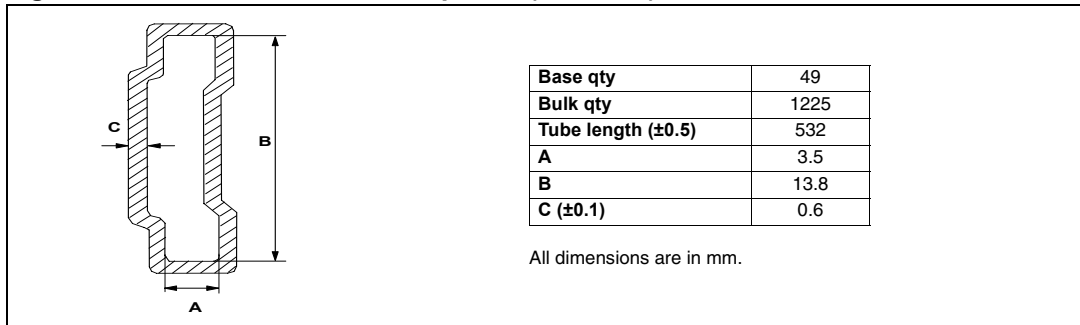 C
B
A
Base qty 49
Bulk qty 1225
Tube length (±0.5) 532
A 3.5
B 13.8
C (±0.1) 0.6
All dimensions are in mm.